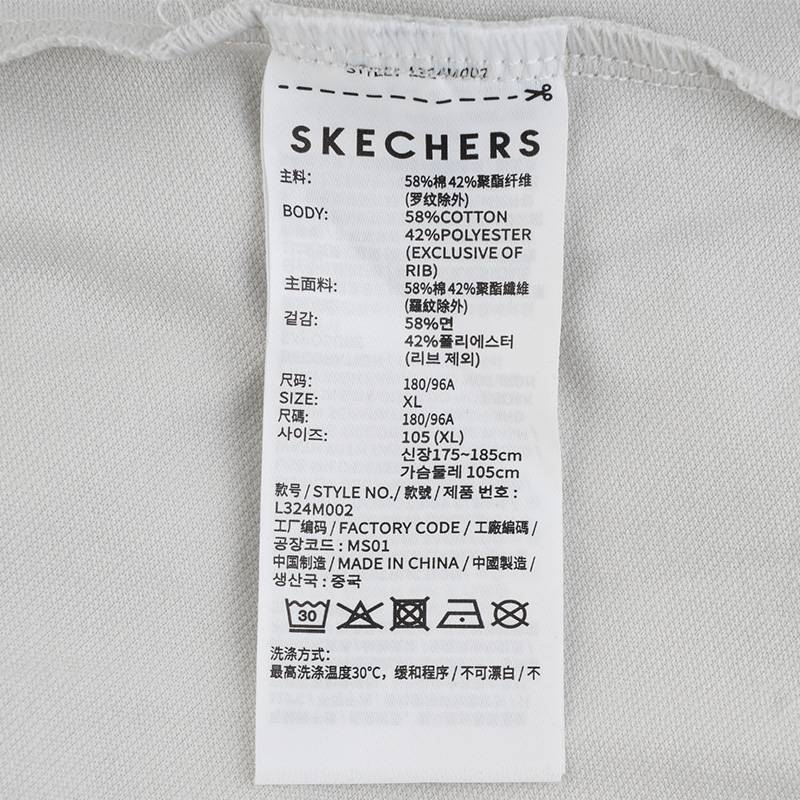 STYLE: L324M002
SKECHERS
主料: 58%棉 42%聚酯纤维
(罗纹除外)
BODY: 58%COTTON
42%POLYESTER
(EXCLUSIVE OF
RIB)
主面料: 58%棉 42%聚酯纖維
(羅紋除外)
겉감: 58%면
42%폴리에스터
(리브 제외)
尺码: 180/96A
SIZE: XL
尺碼: 180/96A
사이즈: 105 (XL)
신장175~185cm
가슴둘레 105cm
款号 / STYLE NO. / 款號 / 제품 번호 :
L324M002
工厂编码 / FACTORY CODE / 工廠編碼 /
공장코드 : MS01
中国制造 / MADE IN CHINA / 中國製造 /
생산국 : 중국
30
洗涤方式:
最高洗涤温度30°C，缓和程序 / 不可漂白 / 不